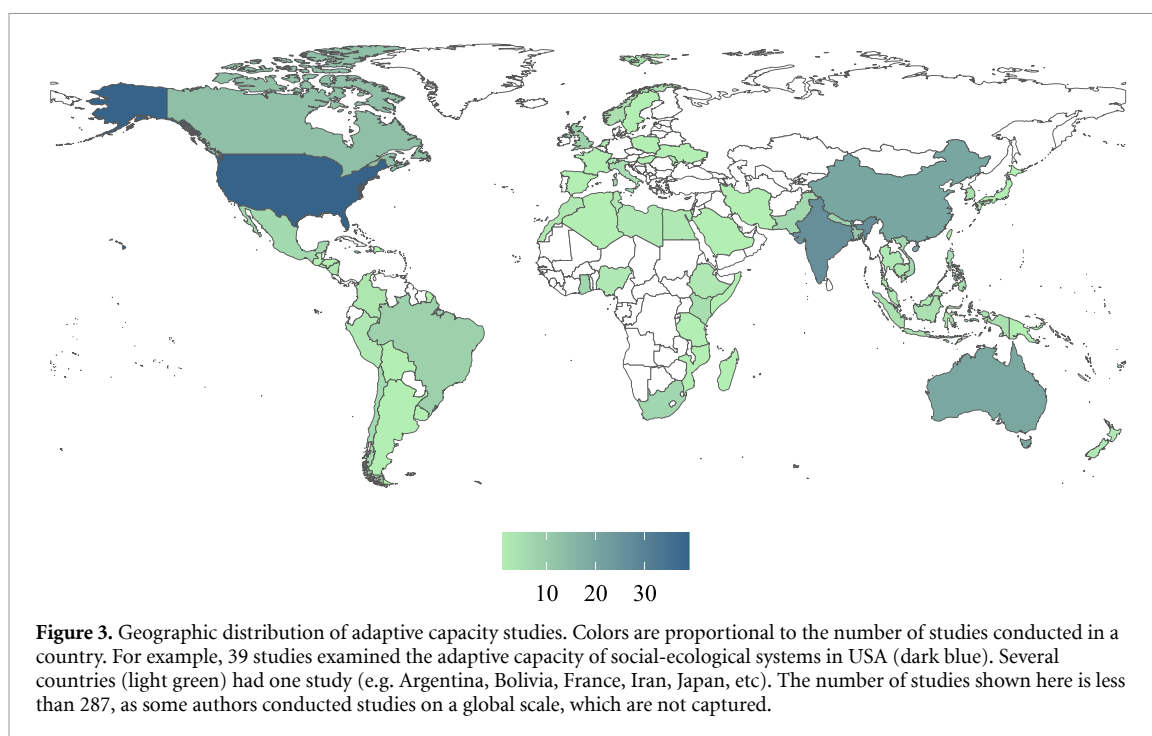 10 20 30
Figure 3. Geographic distribution of adaptive capacity studies. Colors are proportional to the number of studies conducted in a
country. For example, 39 studies examined the adaptive capacity of social-ecological systems in USA (dark blue). Several
countries (light green) had one study (e.g. Argentina, Bolivia, France, Iran, Japan, etc). The number of studies shown here is less
than 287, as some authors conducted studies on a global scale, which are not captured.